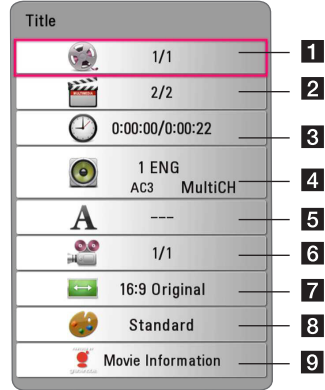 Title
1/1 1
2/2 2
0:00:00/0:00:22 3
1 ENG
AC3 MultiCH 4
A --- 5
1/1 6
16:9 Original 7
Standard 8
Movie Information 9